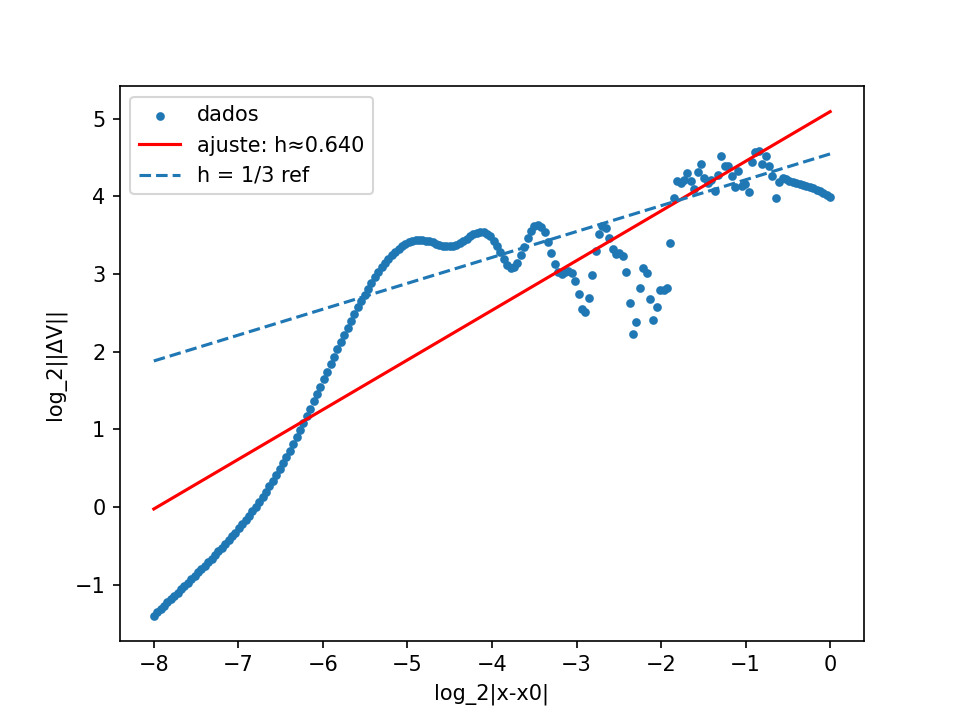 dados
ajuste: h≈0.640
h = 1/3 ref
5
4
3
2
1
0
−1
log_2||ΔV||
−8 −7 −6 −5 −4 −3 −2 −1 0
log_2|x-x0|